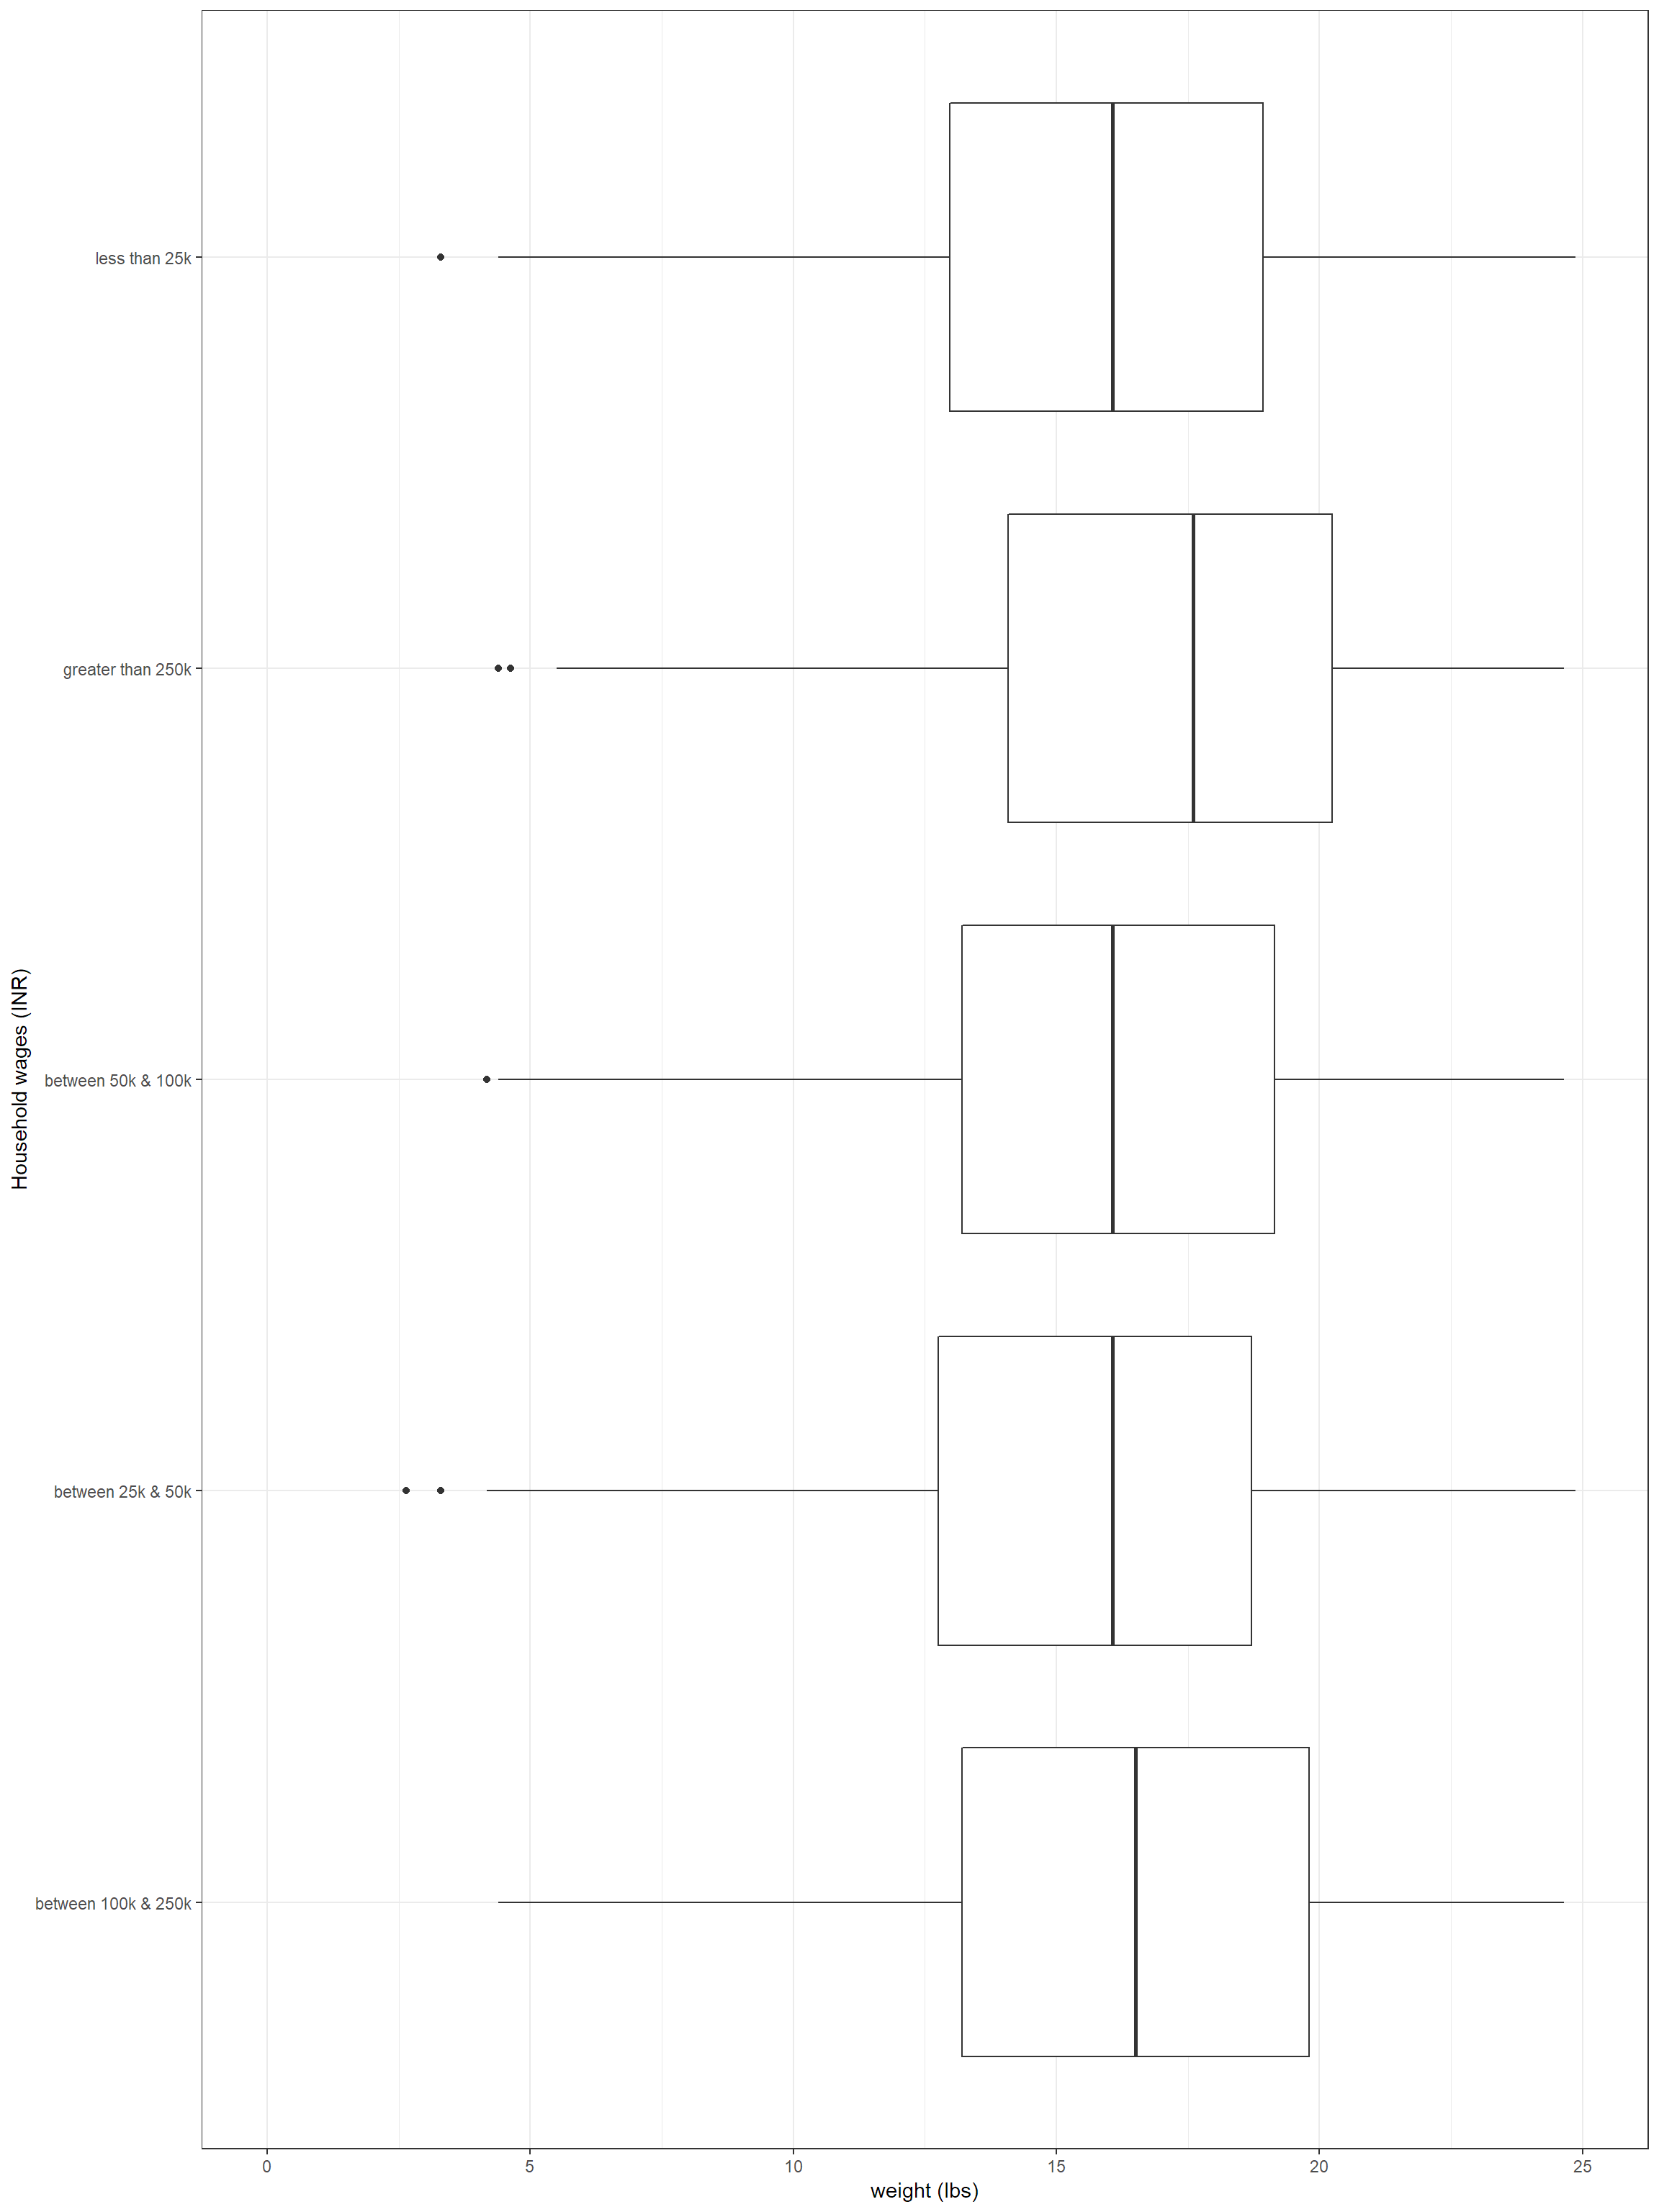 Household wages (INR)
less than 25k
greater than 250k
between 50k & 100k
between 25k & 50k
between 100k & 250k
0 5 10 15 20 25
weight (lbs)